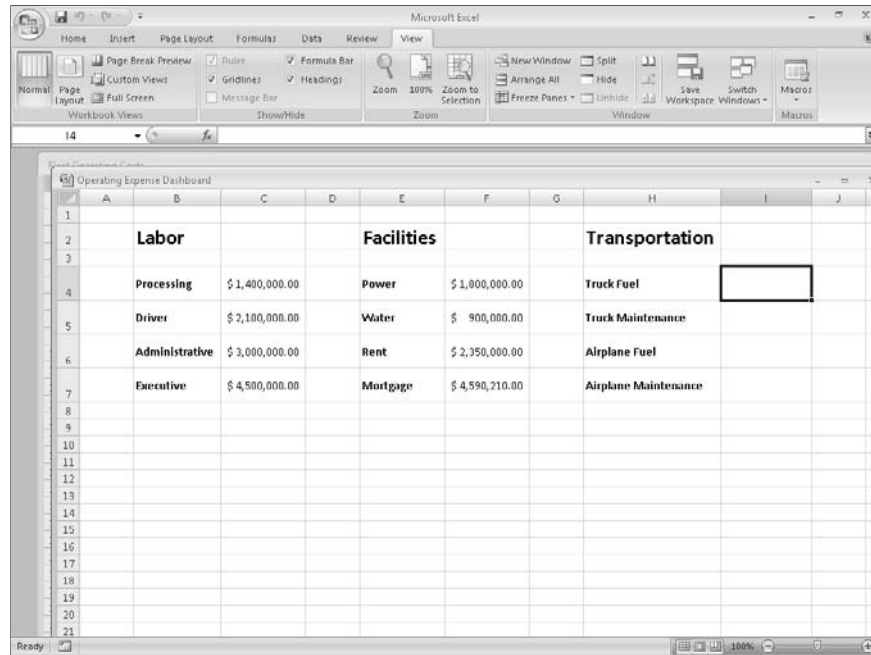 Microsoft Excel
Home Insert Page Layout Formulas Data Review View
Normal Page Layout Page Break Preview Custom Views Full Screen
Workbook Views
Ruler Gridlines Message Bar Formula Bar Headings
Show/Hide
Zoom 100% Zoom to Selection
Zoom
New Window Arrange All Freeze Panes Split Hide Unhide Save Workspace Switch Windows
Window
Macros
Macros
I4 fx
Fleet Operating Costs
Operating Expense Dashboard
A B C D E F G H I J
1
2 Labor Facilities Transportation
3
4 Processing $ 1,400,000.00 Power $ 1,800,000.00 Truck Fuel
5 Driver $ 2,100,000.00 Water $ 900,000.00 Truck Maintenance
6 Administrative $ 3,000,000.00 Rent $ 2,350,000.00 Airplane Fuel
7 Executive $ 4,500,000.00 Mortgage $ 4,590,210.00 Airplane Maintenance
8
9
10
11
12
13
14
15
16
17
18
19
20
21
Ready 100%